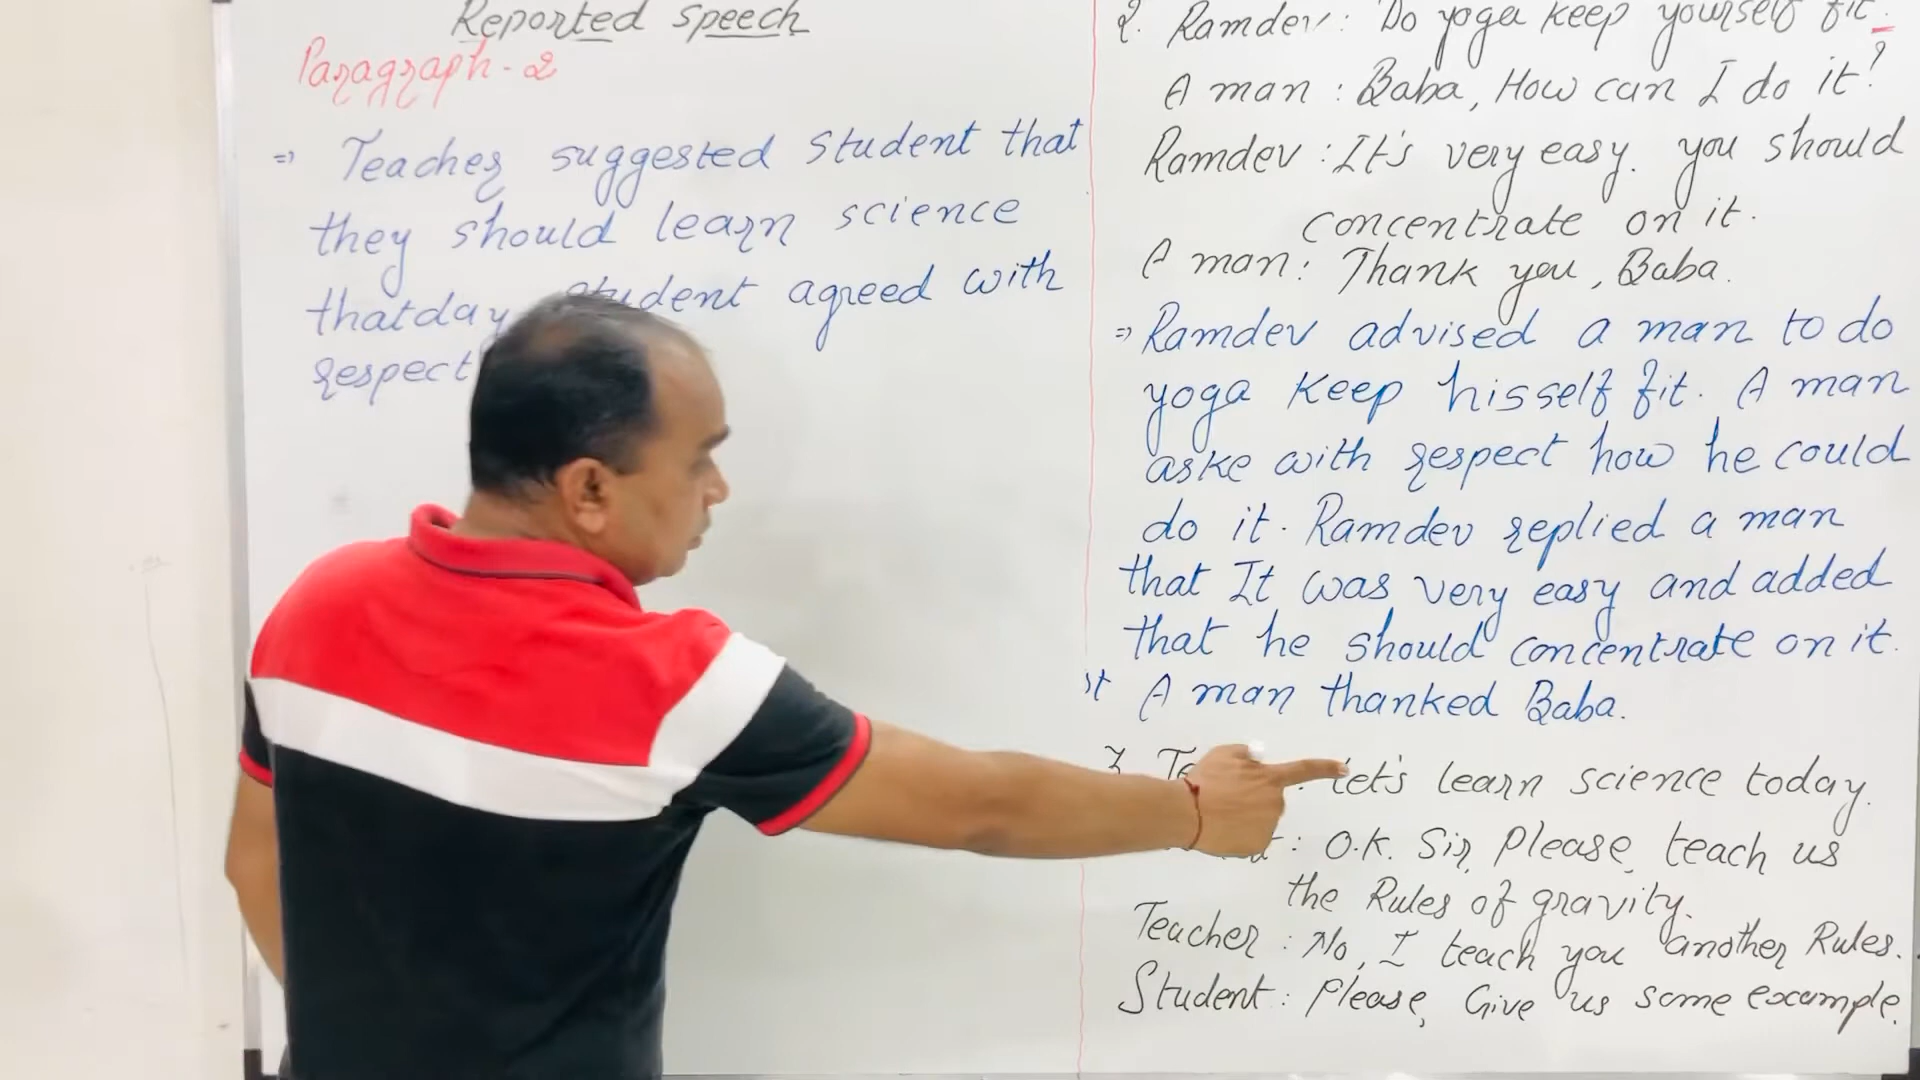 Reported speech
Paragraph-2
=> Teacher suggested student that
they should learn science
thatday student agreed with
respect
2. Ramdev: Do yoga keep yourself fit.
A man: Baba, How can I do it?
Ramdev: It's very easy. you should
concentrate on it.
A man: Thank you, Baba.
=> Ramdev advised a man to do
yoga keep hisself fit. A man
aske with respect how he could
do it. Ramdev replied a man
that It was very easy and added
that he should concentrate on it.
A man thanked Baba.
3. Let's learn science today.
: O.K. Sir, Please, teach us
the Rules of gravity.
Teacher: No, I teach you another Rules.
Student: Please, Give us some example.